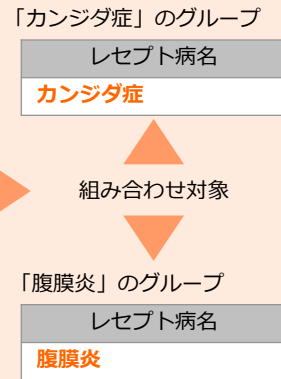 「カンジダ症」のグループ
レセプト病名
カンジダ症
組み合わせ対象
「腹膜炎」のグループ
レセプト病名
腹膜炎